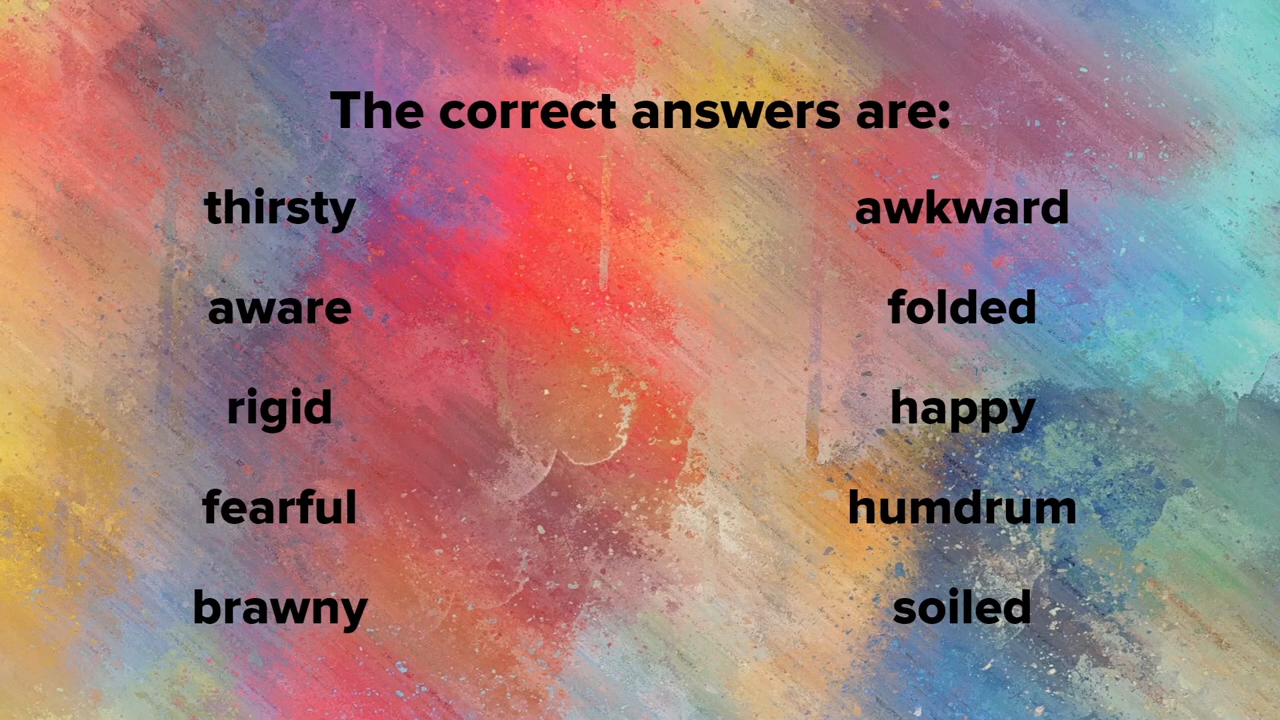 The correct answers are:
thirsty
aware
rigid
fearful
brawny
awkward
folded
happy
humdrum
soiled